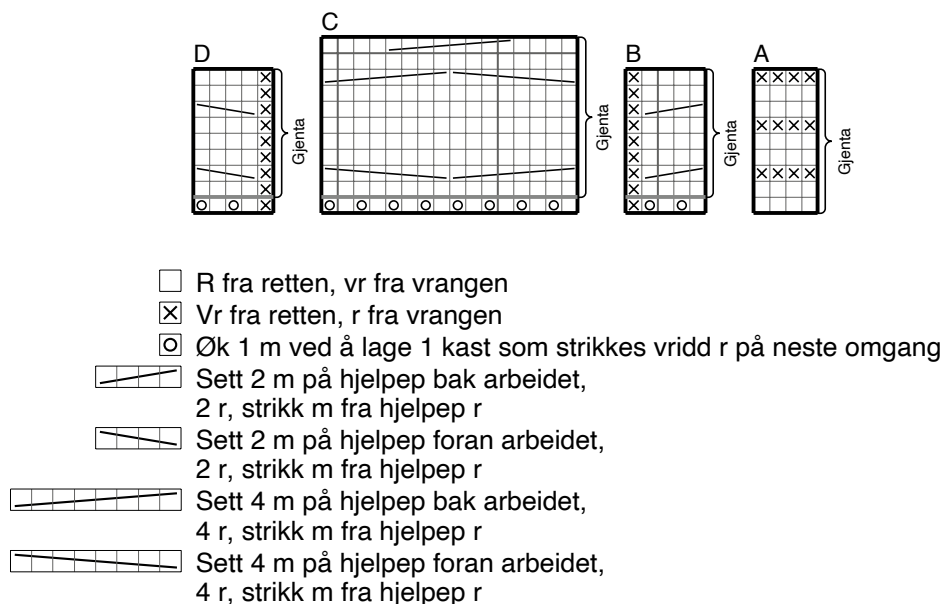 C
D
B
A
Gjenta
Gjenta
Gjenta
Gjenta
R fra retten, vr fra vrangen
Vr fra retten, r fra vrangen
Øk 1 m ved å lage 1 kast som strikkes vridd r på neste omgang
Sett 2 m på hjelpep bak arbeidet,
2 r, strikk m fra hjelpep r
Sett 2 m på hjelpep foran arbeidet,
2 r, strikk m fra hjelpep r
Sett 4 m på hjelpep bak arbeidet,
4 r, strikk m fra hjelpep r
Sett 4 m på hjelpep foran arbeidet,
4 r, strikk m fra hjelpep r